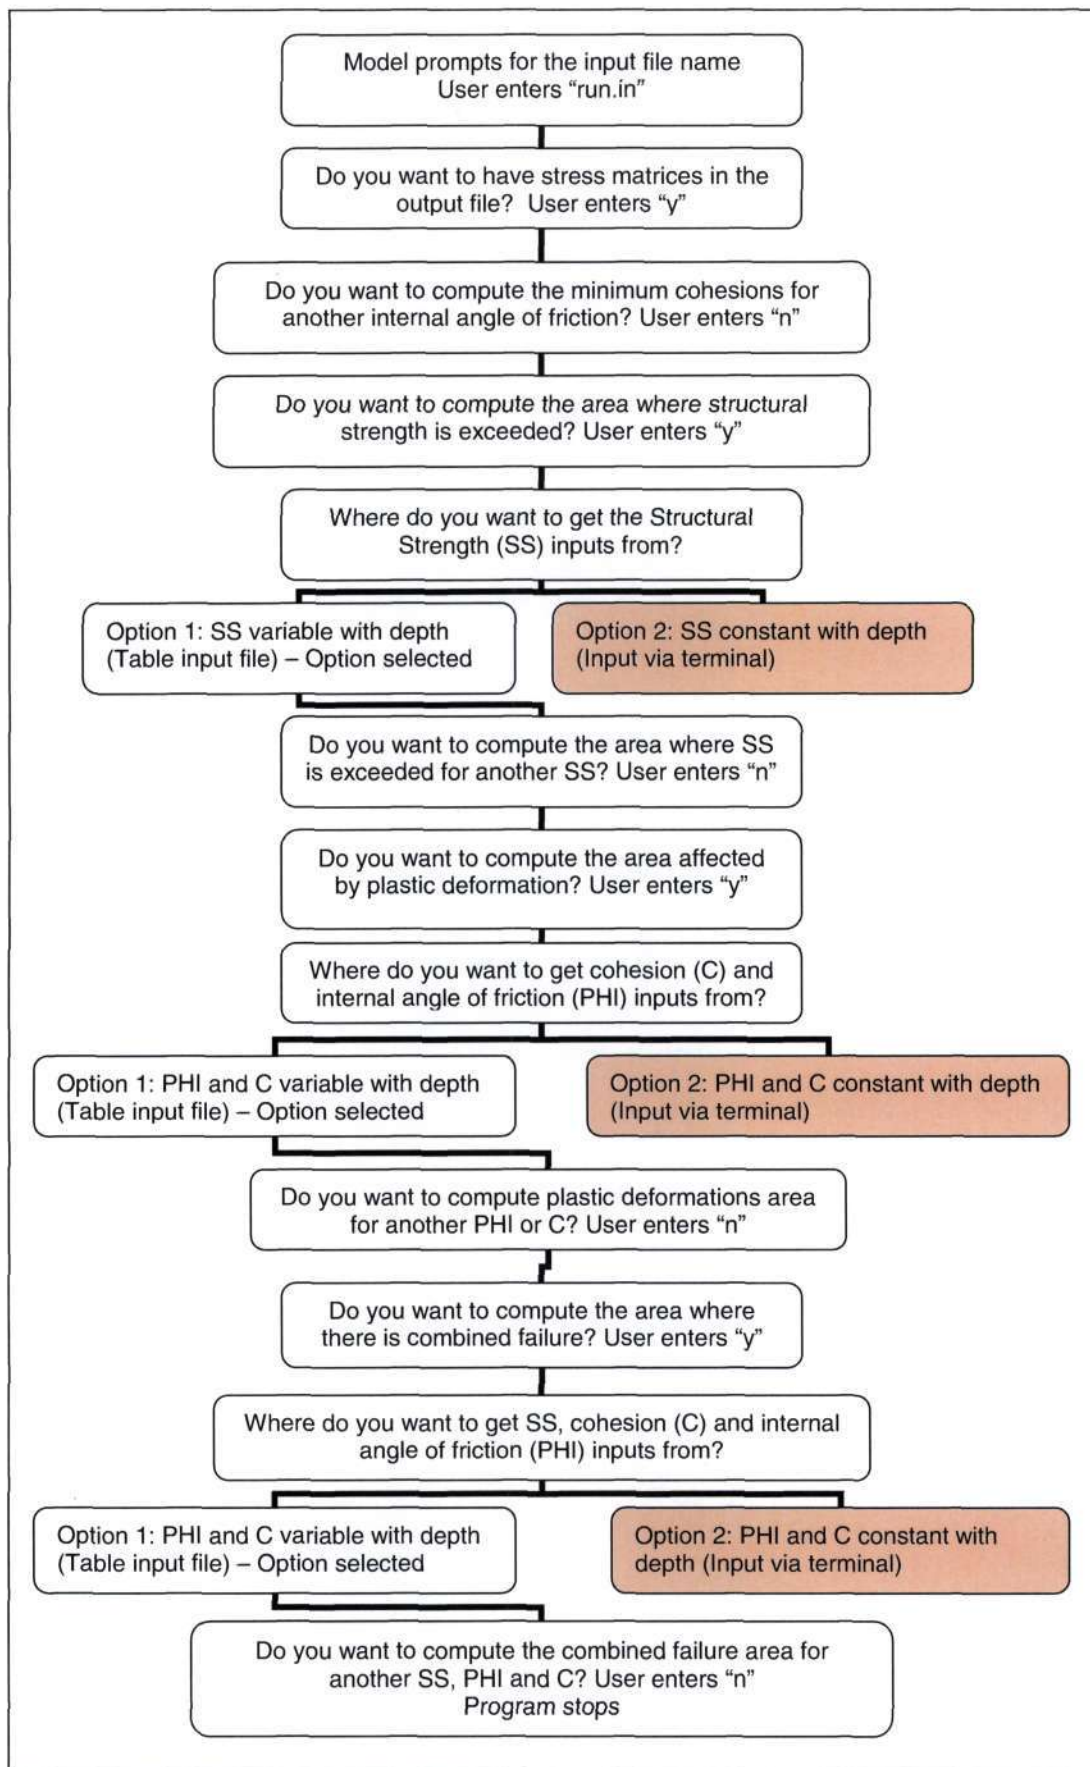 Model prompts for the input file name
User enters “run.in”
Do you want to have stress matrices in the
output file? User enters “y”
Do you want to compute the minimum cohesions for
another internal angle of friction? User enters “n”
Do you want to compute the area where structural
strength is exceeded? User enters “y”
Where do you want to get the Structural
Strength (SS) inputs from?
Option 1: SS variable with depth
(Table input file) – Option selected
Option 2: SS constant with depth
(Input via terminal)
Do you want to compute the area where SS
is exceeded for another SS? User enters “n”
Do you want to compute the area affected
by plastic deformation? User enters “y”
Where do you want to get cohesion (C) and
internal angle of friction (PHI) inputs from?
Option 1: PHI and C variable with depth
(Table input file) – Option selected
Option 2: PHI and C constant with depth
(Input via terminal)
Do you want to compute plastic deformations area
for another PHI or C? User enters “n”
Do you want to compute the area where
there is combined failure? User enters “y”
Where do you want to get SS, cohesion (C) and internal
angle of friction (PHI) inputs from?
Option 1: PHI and C variable with depth
(Table input file) – Option selected
Option 2: PHI and C constant with
depth (Input via terminal)
Do you want to compute the combined failure area for
another SS, PHI and C? User enters “n”
Program stops